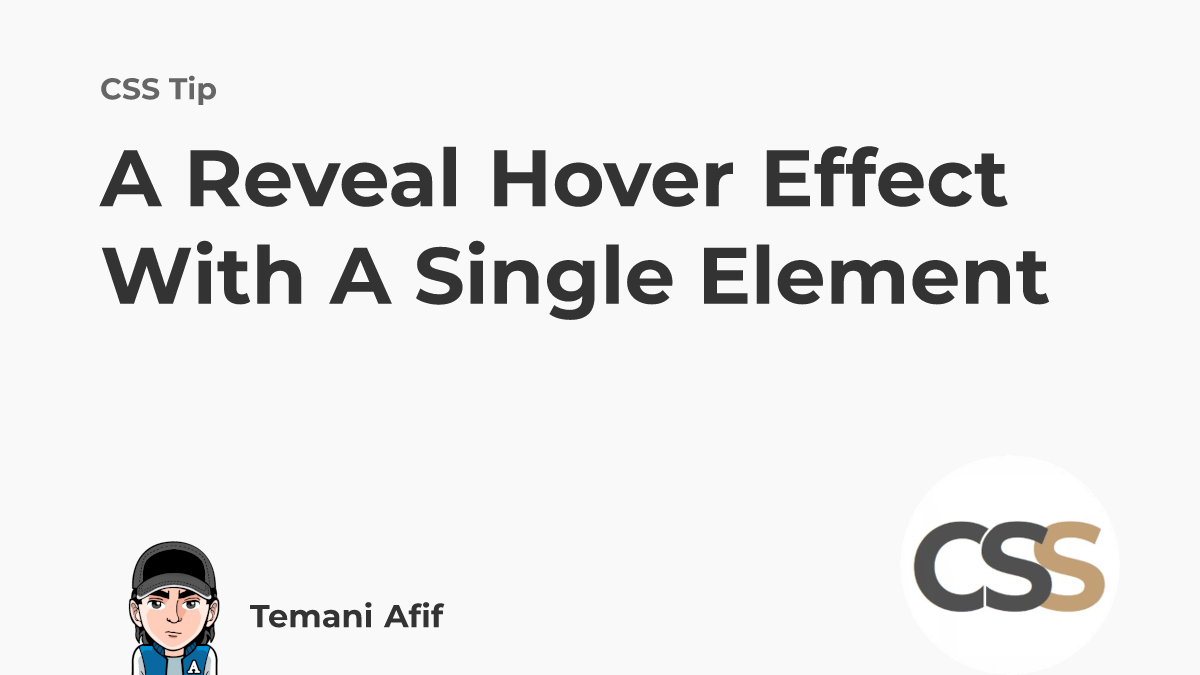 CSS Tip
A Reveal Hover Effect
With A Single Element
A
Temani Afif
CSS